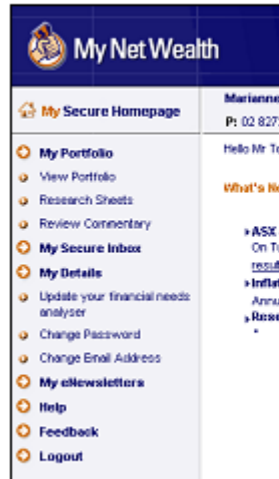 My Net Wealth
My Secure Homepage
Marianne
P: 02 827
Hello Mr T
What's N
My Portfolio
View Portfolio
Research Sheets
Review Commentary
My Secure Inbox
My Details
Update your financial needs
analyser
Change Password
Change Email Address
My eNewsletters
Help
Feedback
Logout
ASX
On T
resul
Inflat
Annu
Rese